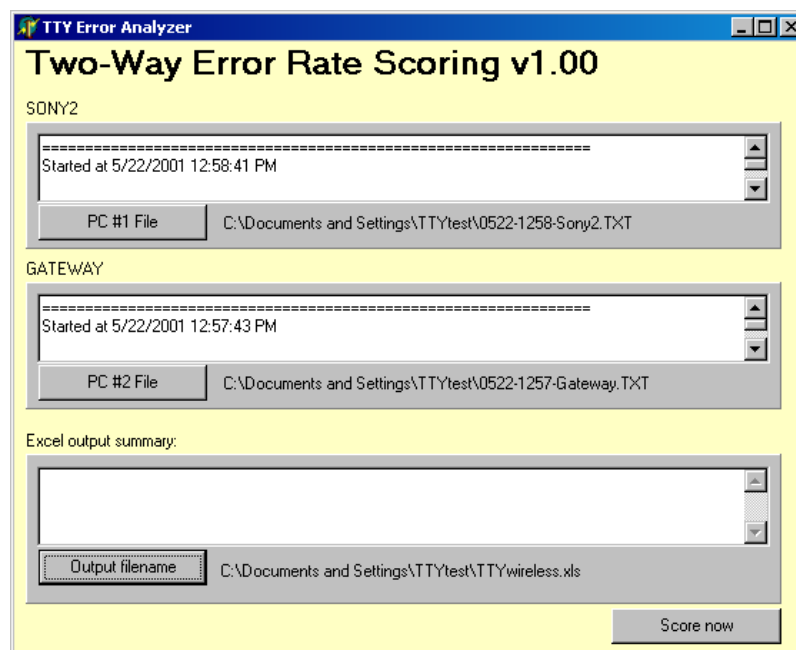 TTY Error Analyzer
Two-Way Error Rate Scoring v1.00
SONY2
================================================================
Started at 5/22/2001 12:58:41 PM
PC #1 File
C:\Documents and Settings\TTYtest\0522-1258-Sony2.TXT
GATEWAY
================================================================
Started at 5/22/2001 12:57:43 PM
PC #2 File
C:\Documents and Settings\TTYtest\0522-1257-Gateway.TXT
Excel output summary:
Output filename
C:\Documents and Settings\TTYtest\TTYwireless.xls
Score now